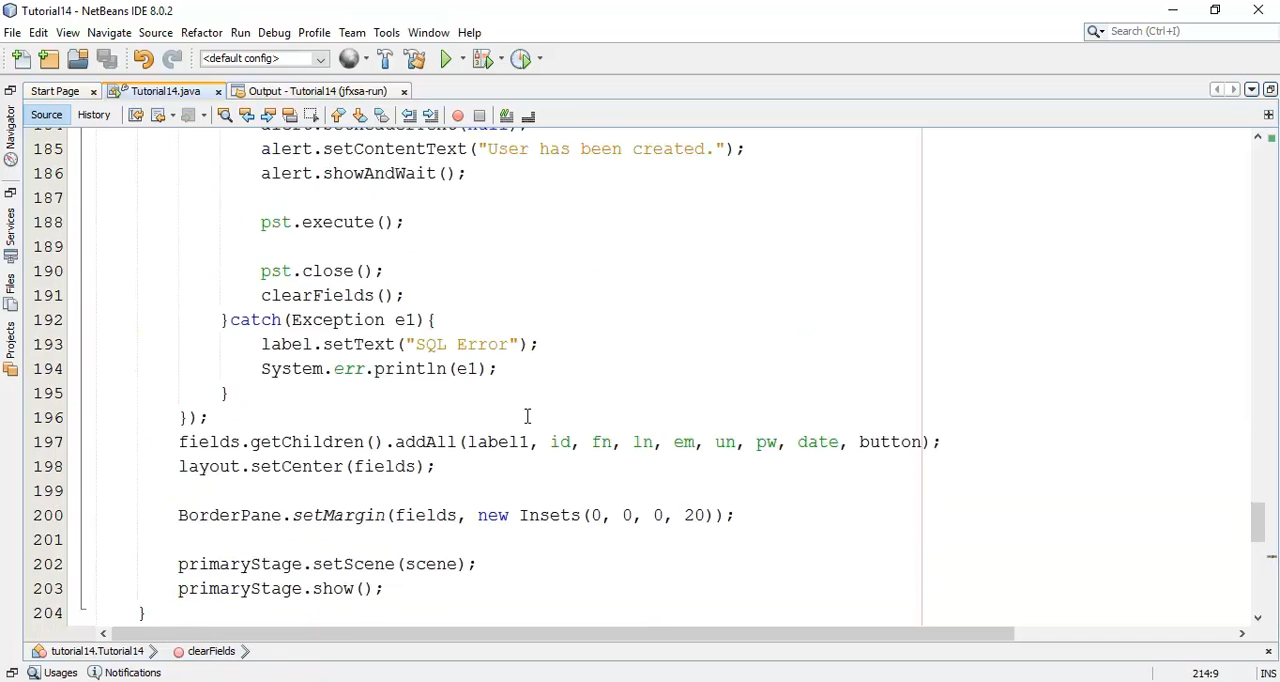 Tutorial14 - NetBeans IDE 8.0.2
File Edit View Navigate Source Refactor Run Debug Profile Team Tools Window Help
Search (Ctrl+I)
<default config>
Start Page Tutorial14.java Output - Tutorial14 (jfxsa-run)
Source History
Navigator
Services
Files
Projects
185 alert.setContentText("User has been created.");
186 alert.showAndWait();
187
188 pst.execute();
189
190 pst.close();
191 clearFields();
192 }catch(Exception e1){
193 label.setText("SQL Error");
194 System.err.println(e1);
195 }
196 });
197 fields.getChildren().addAll(label1, id, fn, ln, em, un, pw, date, button);
198 layout.setCenter(fields);
199
200 BorderPane.setMargin(fields, new Insets(0, 0, 0, 20));
201
202 primaryStage.setScene(scene);
203 primaryStage.show();
204 }
tutorial14.Tutorial14 clearFields
Usages Notifications 214:9 INS